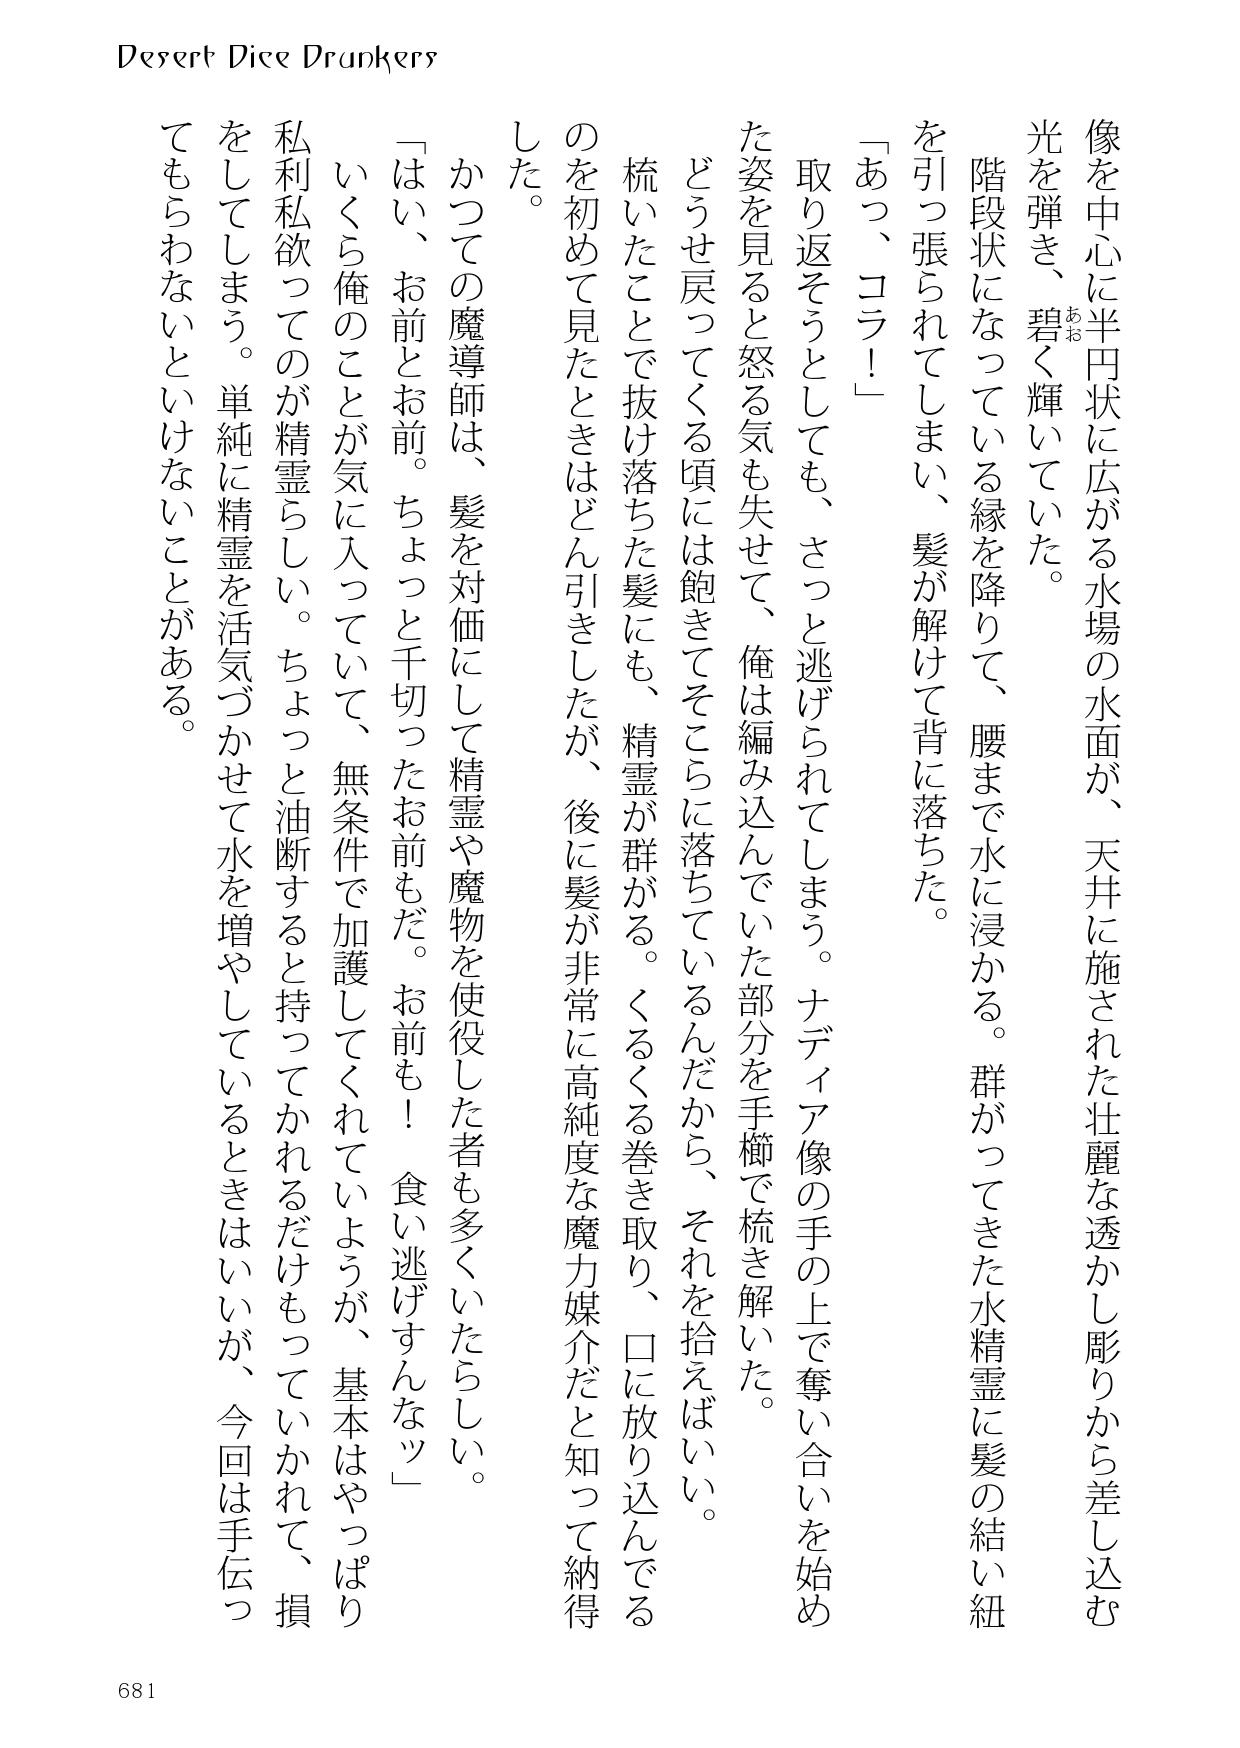 Desert Dice Drunkers
像を中心に半円状に広がる水場の水面が、天井に施された壮麗な透かし彫りから差し込む
光を弾き、碧く輝いていた。
あお
　階段状になっている縁を降りて、腰まで水に浸かる。群がってきた水精霊に髪の結い紐
を引っ張られてしまい、髪が解けて背に落ちた。
「あっ、コラ！」
　取り返そうとしても、さっと逃げられてしまう。ナディア像の手の上で奪い合いを始め
た姿を見ると怒る気も失せて、俺は編み込んでいた部分を手櫛で梳き解いた。
　どうせ戻ってくる頃には飽きてそこらに落ちているんだから、それを拾えばいい。
　梳いたことで抜け落ちた髪にも、精霊が群がる。くるくる巻き取り、口に放り込んでる
のを初めて見たときはどん引きしたが、後に髪が非常に高純度な魔力媒介だと知って納得
した。
　かつての魔導師は、髪を対価にして精霊や魔物を使役した者も多くいたらしい。
「はい、お前とお前。ちょっと千切ったお前もだ。お前も！　食い逃げすんなッ」
　いくら俺のことが気に入っていて、無条件で加護してくれていようが、基本はやっぱり
私利私欲ってのが精霊らしい。ちょっと油断すると持ってかれるだけもっていかれて、損
をしてしまう。単純に精霊を活気づかせて水を増やしているときはいいが、今回は手伝っ
てもらわないといけないことがある。
681